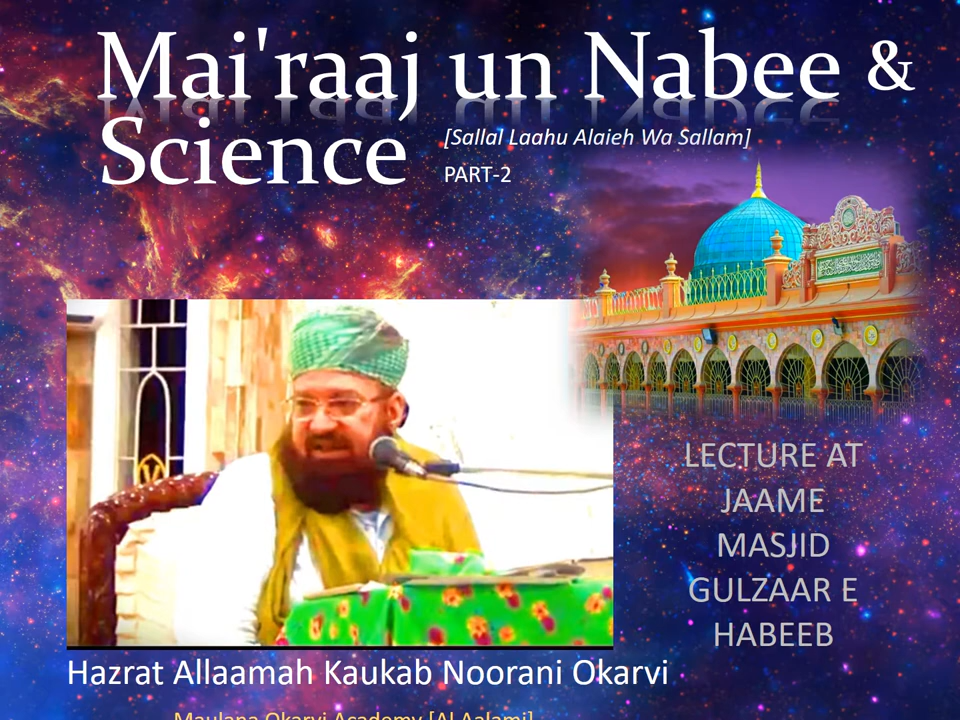 Mai'raaj un Nabee &
Science
[Sallal Laahu Alaieh Wa Sallam]
PART-2
LECTURE AT
JAAME
MASJID
GULZAAR E
HABEEB
Hazrat Allaamah Kaukab Noorani Okarvi
Maulana Okarvi Academy [Al Aalami]